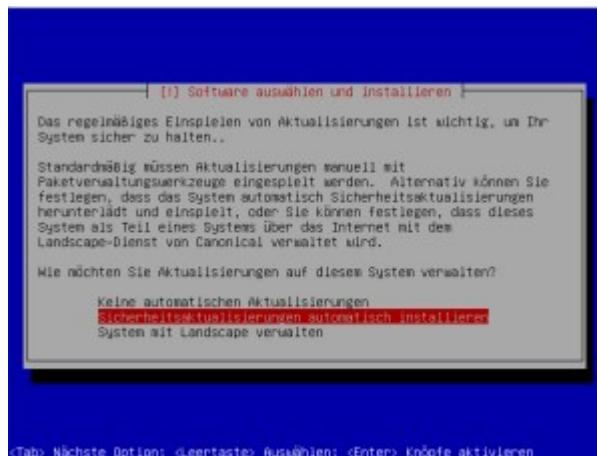 [!] Software auswählen und installieren
Das regelmäßige Einspielen von Aktualisierungen ist wichtig, um Ihr
System sicher zu halten..
Standardmäßig müssen Aktualisierungen manuell mit
Paketverwaltungswerkzeuge eingespielt werden. Alternativ können Sie
festlegen, dass das System automatisch Sicherheitsaktualisierungen
herunterlädt und einspielt, oder Sie können festlegen, dass dieses
System als Teil eines Systems über das Internet mit dem
Landscape-Dienst von Canonical verwaltet wird.
Wie möchten Sie Aktualisierungen auf diesem System verwalten?
Keine automatischen Aktualisierungen
Sicherheitsaktualisierungen automatisch installieren
System mit Landscape verwalten
<Tab> Nächste Option; <Leertaste> Auswählen; <Enter> Knöpfe aktivieren